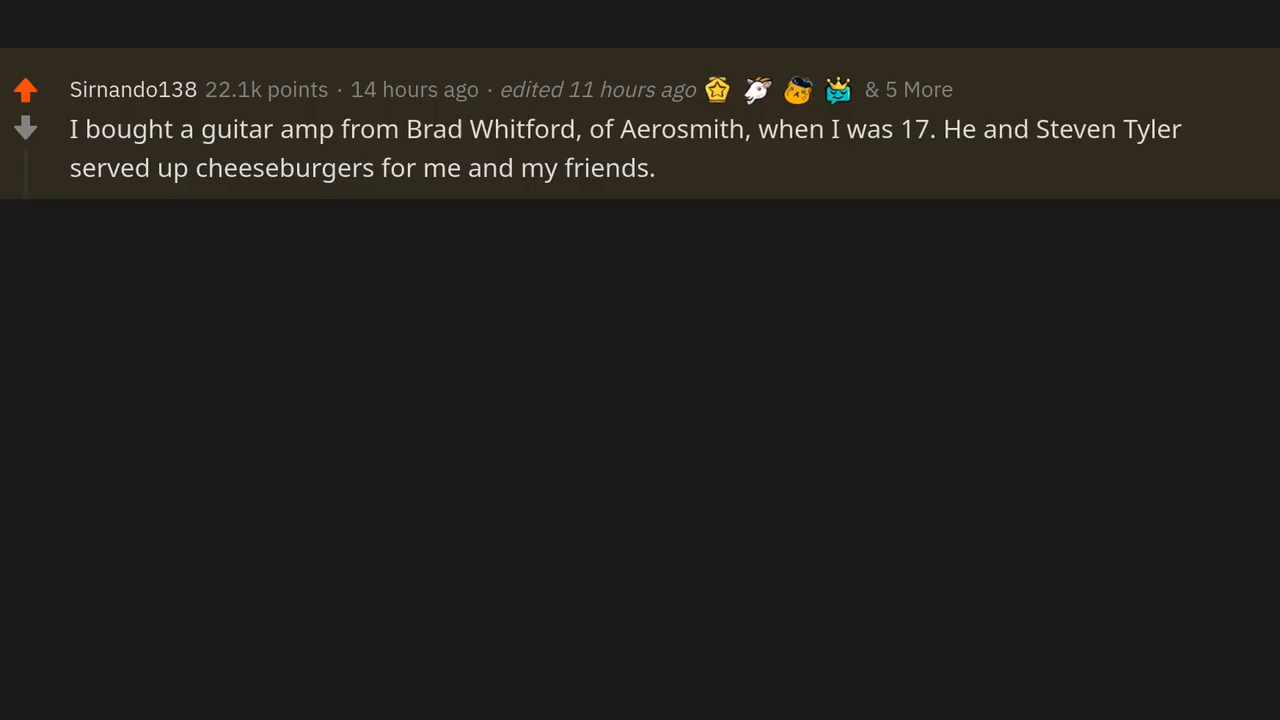 Sirnando138 22.1k points · 14 hours ago · edited 11 hours ago & 5 More
I bought a guitar amp from Brad Whitford, of Aerosmith, when I was 17. He and Steven Tyler
served up cheeseburgers for me and my friends.